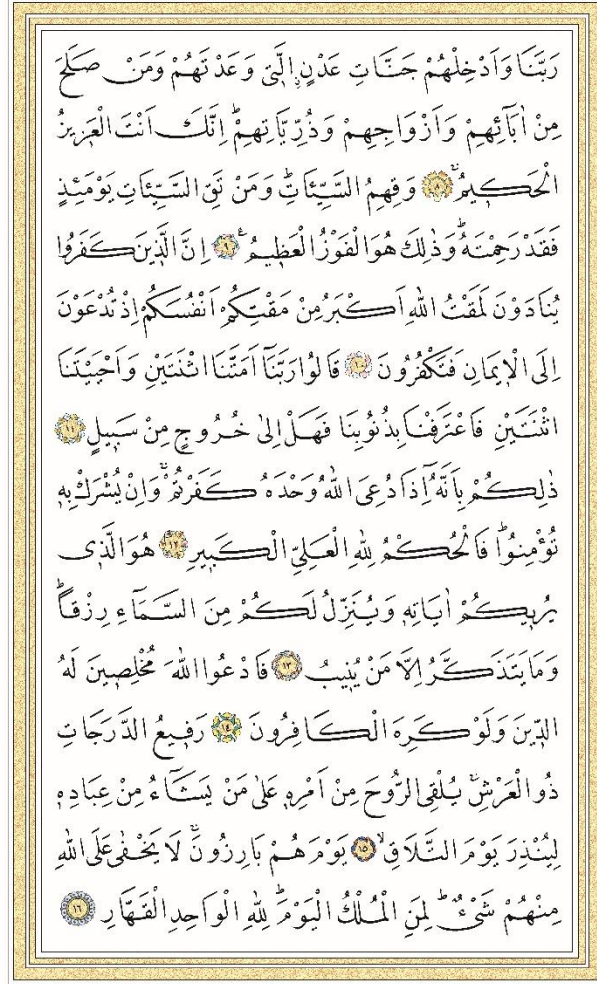 رَبَّنَا وَاَدْخِلْهُمْ جَنَّاتِ عَدْنٍۨ الَّتٖي وَعَدْتَهُمْ وَمَنْ صَلَحَ
مِنْ اٰبَٓائِهِمْ وَاَزْوَاجِهِمْ وَذُرِّيَّاتِهِمْۜ اِنَّكَ اَنْتَ الْعَزٖيزُ
الْحَكٖيمُۙ ﴿٨﴾ وَقِهِمُ السَّيِّـَٔاتِۜ وَمَنْ تَقِ السَّيِّـَٔاتِ يَوْمَئِذٍ
فَقَدْ رَحِمْتَهُۜ وَذٰلِكَ هُوَ الْفَوْزُ الْعَظٖيمُۚ ﴿٩﴾ اِنَّ الَّذٖينَ كَفَرُوا
يُنَادَوْنَ لَمَقْتُ اللّٰهِ اَكْبَرُ مِنْ مَقْتِكُمْ اَنْفُسَكُمْ اِذْ تُدْعَوْنَ
اِلَى الْاٖيمَانِ فَتَكْفُرُونَ ﴿١٠﴾ قَالُوا رَبَّنَٓا اَمَتَّنَا اثْنَتَيْنِ وَاَحْيَيْتَنَا
اثْنَتَيْنِ فَاعْتَرَفْنَا بِذُنُوبِنَا فَهَلْ اِلٰى خُرُوجٍ مِنْ سَبٖيلٍ ﴿١١﴾
ذٰلِكُمْ بِاَنَّهُٓ اِذَا دُعِيَ اللّٰهُ وَحْدَهُ كَفَرْتُمْۚ وَاِنْ يُشْرَكْ بِهٖ
تُؤْمِنُواۜ فَالْحُكْمُ لِلّٰهِ الْعَلِيِّ الْكَبٖيرِ ﴿١٢﴾ هُوَ الَّذٖي
يُرٖيكُمْ اٰيَاتِهٖ وَيُنَزِّلُ لَكُمْ مِنَ السَّمَٓاءِ رِزْقاًۜ
وَمَا يَتَذَكَّرُ اِلَّا مَنْ يُنٖيبُ ﴿١٣﴾ فَادْعُوا اللّٰهَ مُخْلِصٖينَ لَهُ
الدّٖينَ وَلَوْ كَرِهَ الْكَافِرُونَ ﴿١٤﴾ رَفٖيعُ الدَّرَجَاتِ
ذُو الْعَرْشِۚ يُلْقِي الرُّوحَ مِنْ اَمْرِهٖ عَلٰى مَنْ يَشَٓاءُ مِنْ عِبَادِهٖ
لِيُنْذِرَ يَوْمَ التَّلَاقِۙ ﴿١٥﴾ يَوْمَ هُمْ بَارِزُونَۚ لَا يَخْفٰى عَلَى اللّٰهِ
مِنْهُمْ شَيْءٌۜ لِمَنِ الْمُلْكُ الْيَوْمَۜ لِلّٰهِ الْوَاحِدِ الْقَهَّارِ ﴿١٦﴾